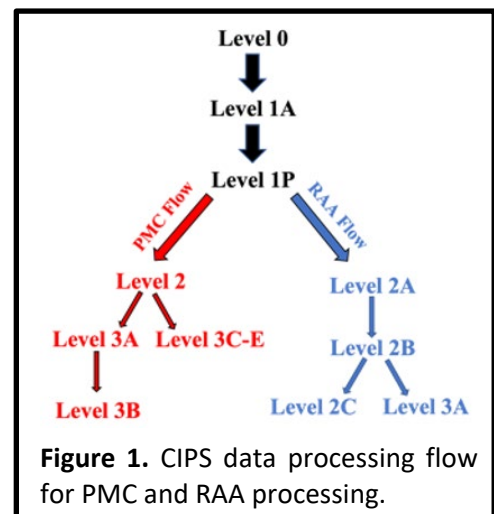 Level 0
Level 1A
Level 1P
PMC Flow
RAA Flow
Level 2
Level 2A
Level 3A
Level 3C-E
Level 2B
Level 3B
Level 2C
Level 3A
Figure 1. CIPS data processing flow
for PMC and RAA processing.